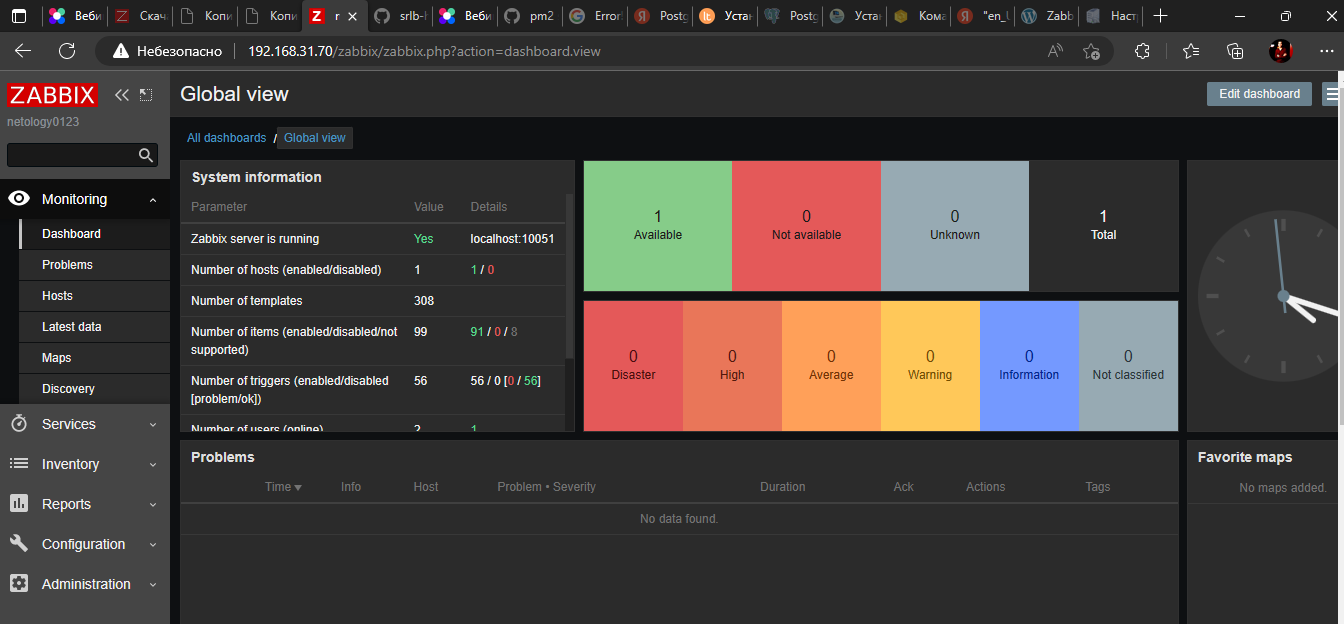 Веби
Скача
Копи
Копи
srlb-h
Веби
pm2
Error:
Postg
Уста
Postg
Уста
Кома
"en_U
Zabb
Наст
Небезопасно
192.168.31.70/zabbix/zabbix.php?action=dashboard.view
ZABBIX
netology0123
Monitoring
Dashboard
Problems
Hosts
Latest data
Maps
Discovery
Services
Inventory
Reports
Configuration
Administration
Global view
Edit dashboard
All dashboards / Global view
System information
Parameter Value Details
Zabbix server is running Yes localhost:10051
Number of hosts (enabled/disabled) 1 1 / 0
Number of templates 308
Number of items (enabled/disabled/not 99 91 / 0 / 8
supported)
Number of triggers (enabled/disabled 56 56 / 0 [0 / 56]
[problem/ok])
Number of users (online) 2 1
1 0 0 1
Available Not available Unknown Total
0 0 0 0 0 0
Disaster High Average Warning Information Not classified
Problems
Time Info Host Problem • Severity Duration Ack Actions Tags
No data found.
Favorite maps
No maps added.